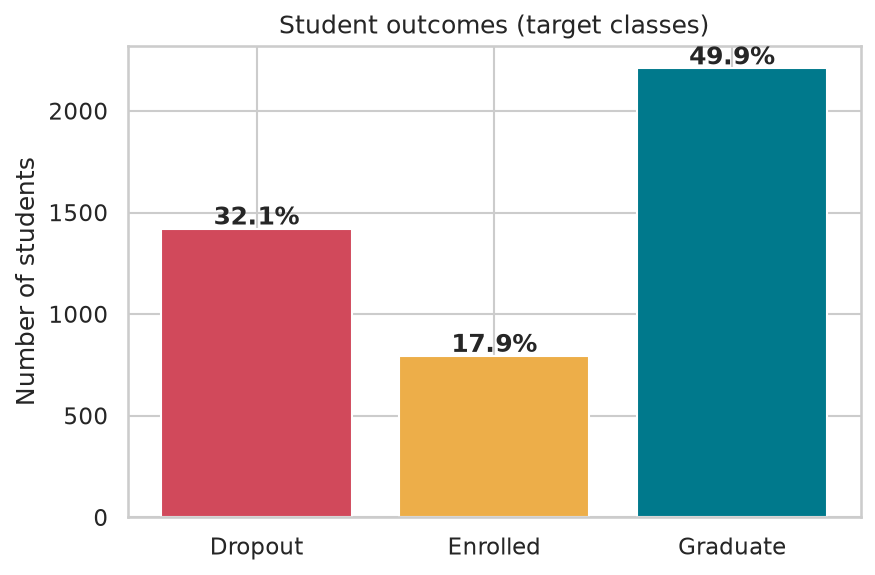 Student outcomes (target classes)
Number of students
2000
1500
1000
500
0
32.1%
17.9%
49.9%
Dropout
Enrolled
Graduate